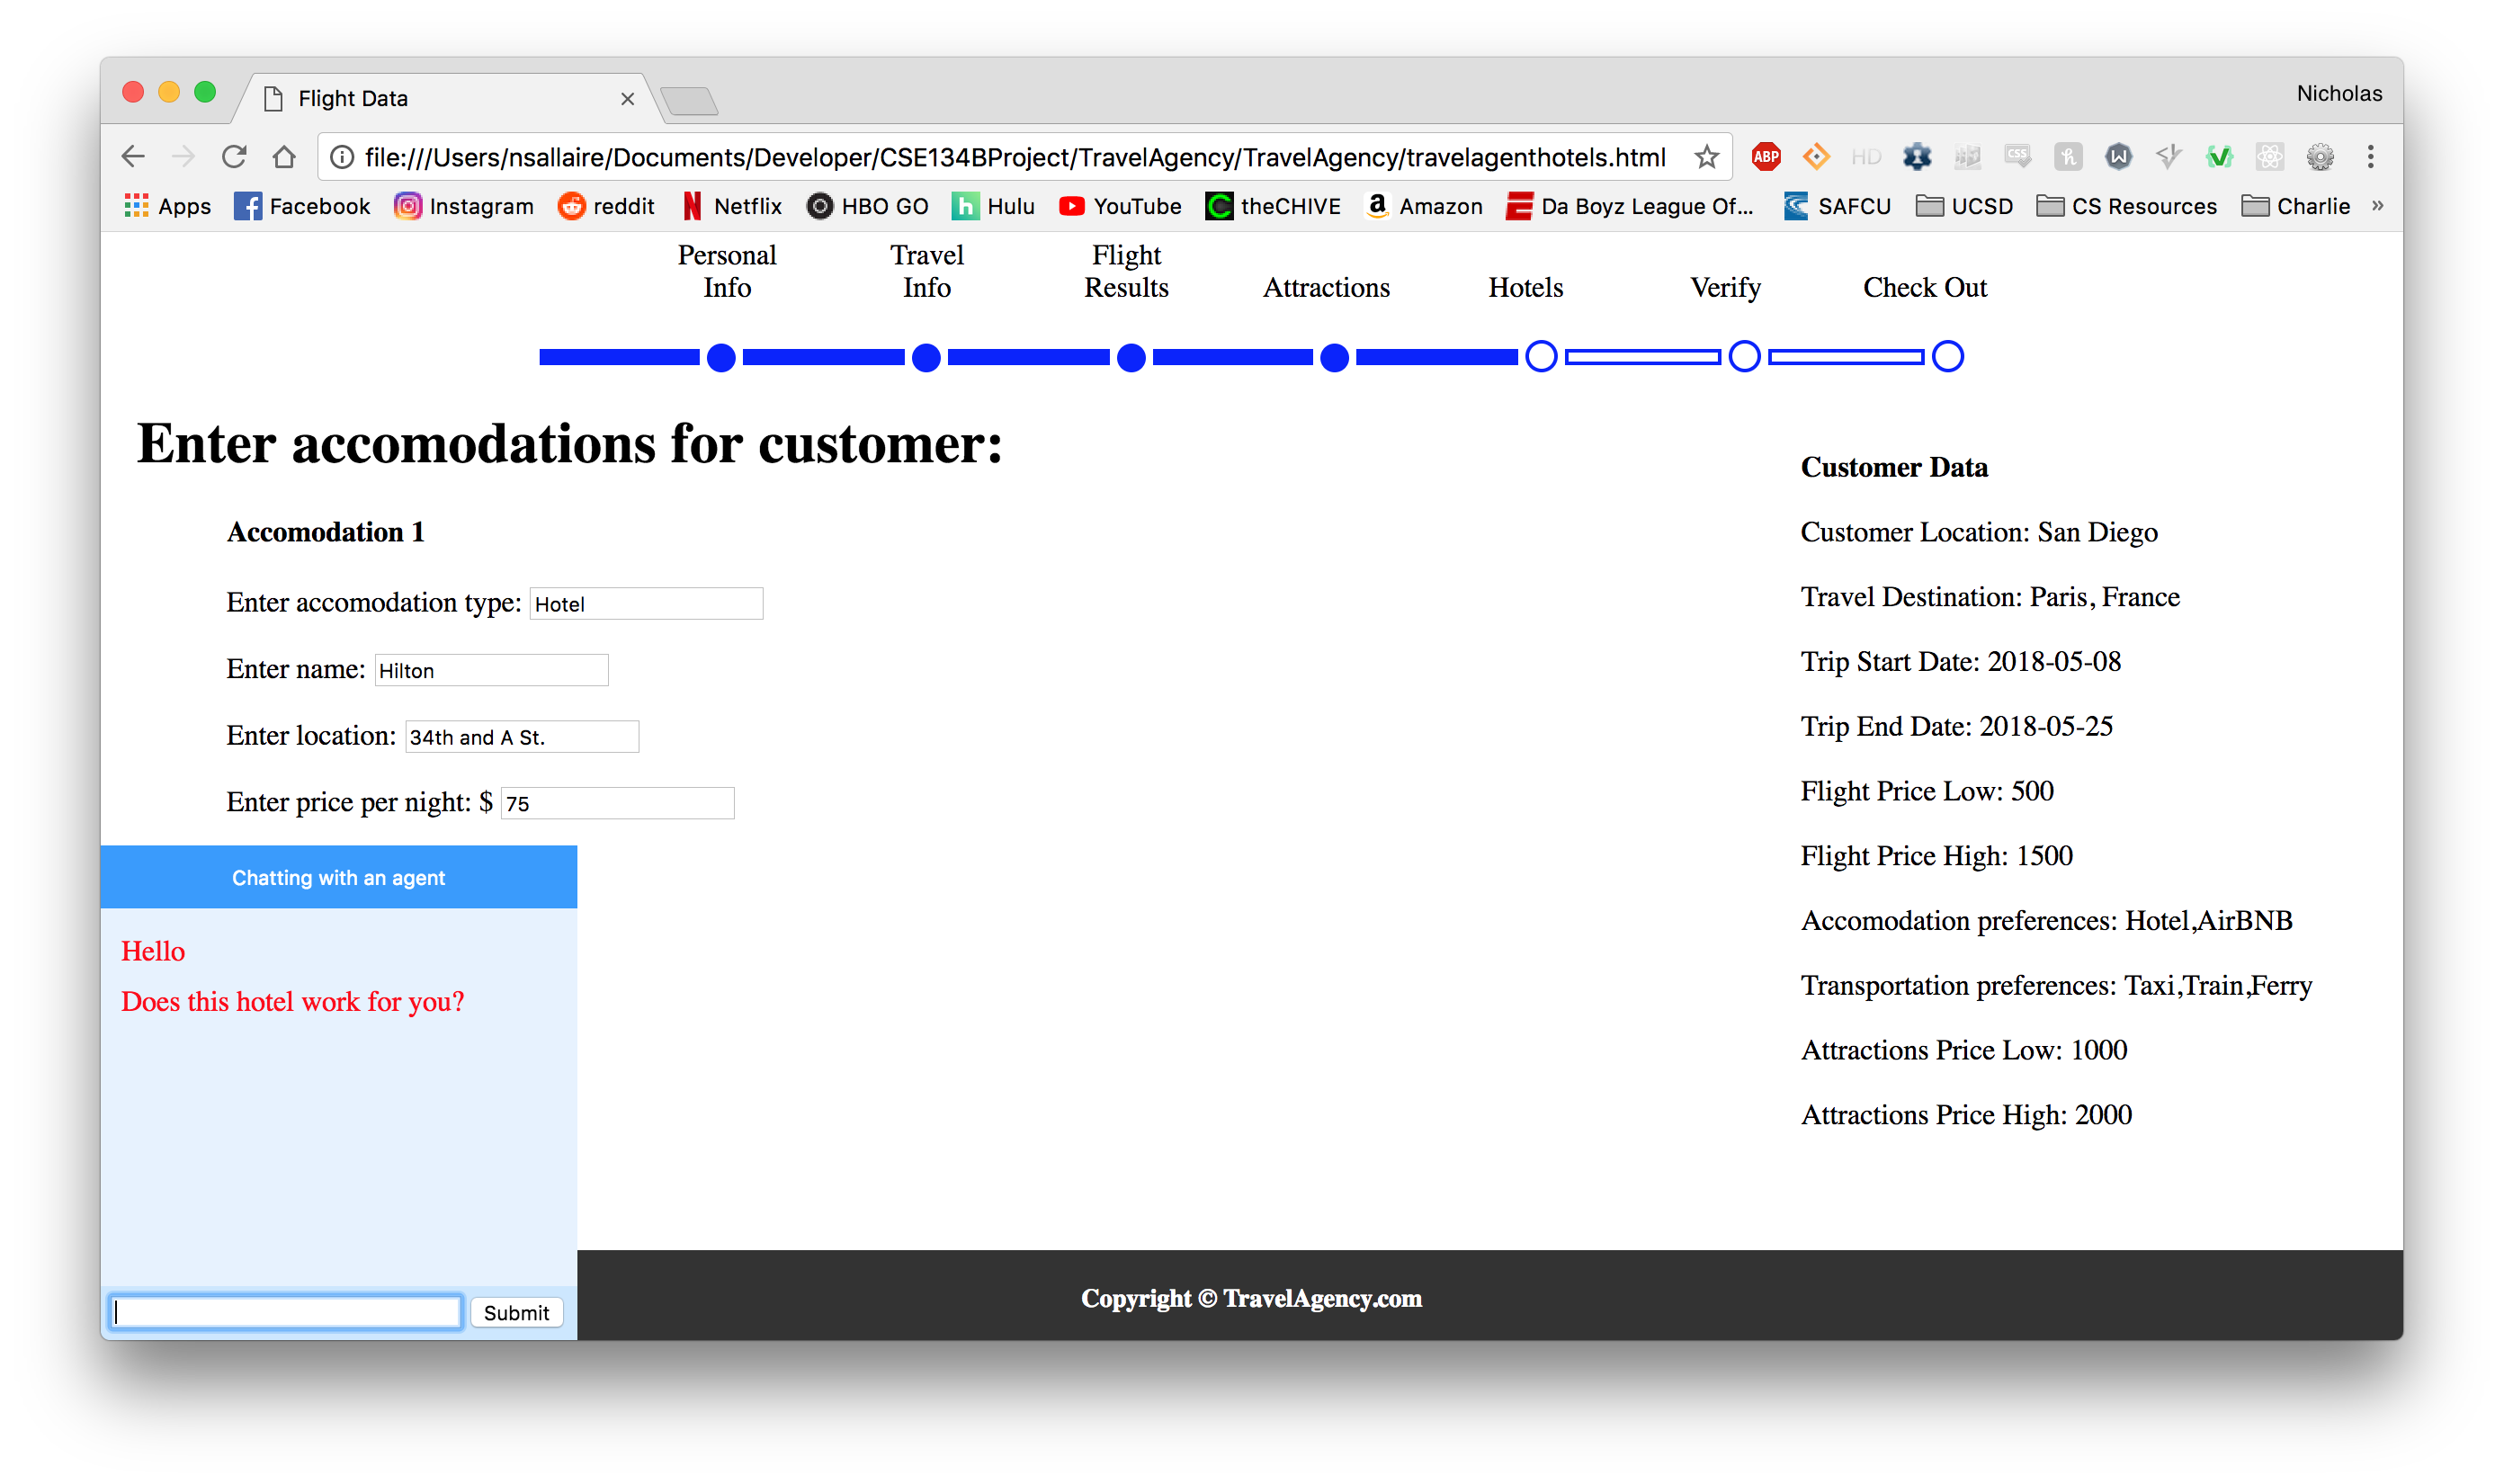 Flight Data
Nicholas
file:///Users/nsallaire/Documents/Developer/CSE134BProject/TravelAgency/TravelAgency/travelagenthotels.html
ABP HD CSS
Apps Facebook Instagram reddit Netflix HBO GO Hulu YouTube theCHIVE Amazon Da Boyz League Of... SAFCU UCSD CS Resources Charlie »
Personal Info
Travel Info
Flight Results
Attractions
Hotels
Verify
Check Out
Enter accomodations for customer:
Accomodation 1
Enter accomodation type: Hotel
Enter name: Hilton
Enter location: 34th and A St.
Enter price per night: $ 75
Customer Data
Customer Location: San Diego
Travel Destination: Paris, France
Trip Start Date: 2018-05-08
Trip End Date: 2018-05-25
Flight Price Low: 500
Flight Price High: 1500
Accomodation preferences: Hotel,AirBNB
Transportation preferences: Taxi,Train,Ferry
Attractions Price Low: 1000
Attractions Price High: 2000
Chatting with an agent
Hello
Does this hotel work for you?
Submit
Copyright © TravelAgency.com